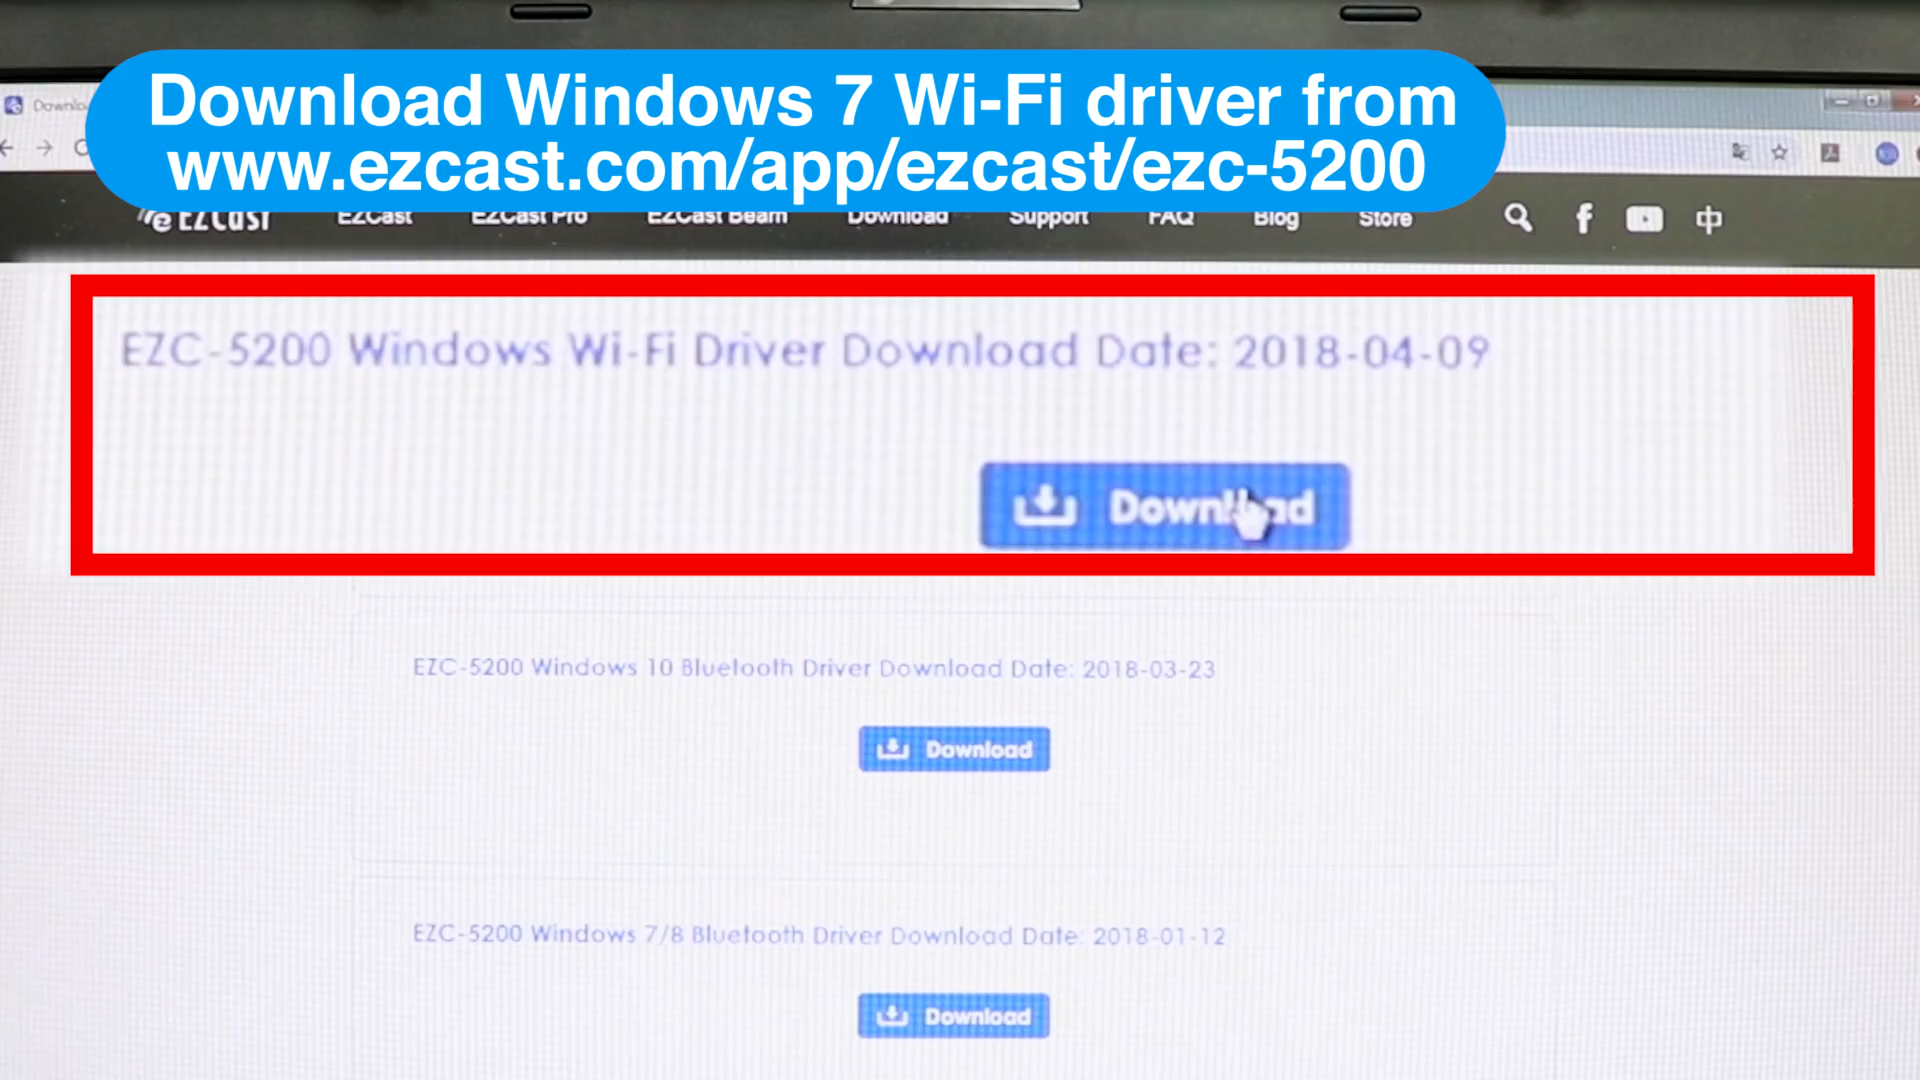 Download Windows 7 Wi-Fi driver from
www.ezcast.com/app/ezcast/ezc-5200
EZCast EZCast EZCast Pro EZCast Beam Download Support FAQ Blog Store 中
EZC-5200 Windows Wi-Fi Driver Download Date: 2018-04-09
Download
EZC-5200 Windows 10 Bluetooth Driver Download Date: 2018-03-23
Download
EZC-5200 Windows 7/8 Bluetooth Driver Download Date: 2018-01-12
Download